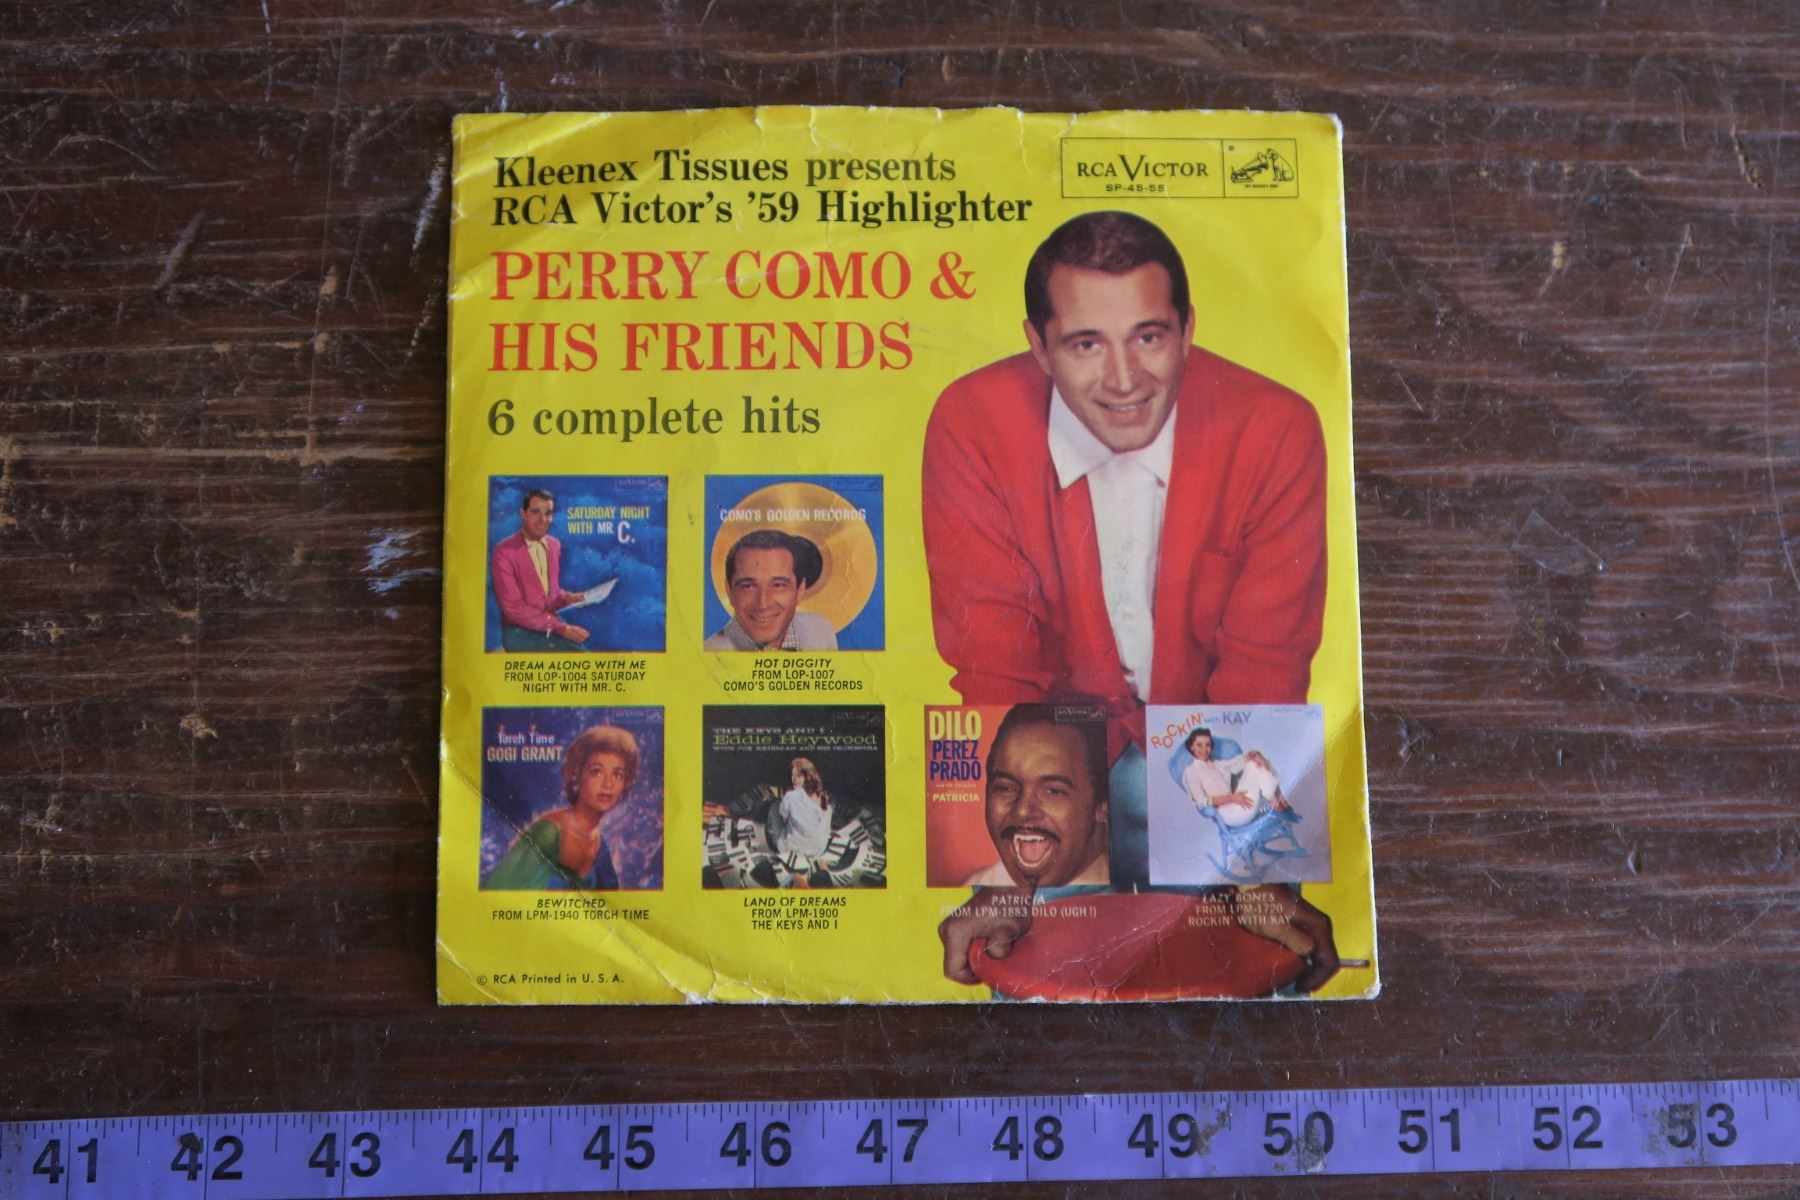 Kleenex Tissues presents
RCA Victor's '59 Highlighter
RCA VICTOR
SP-45-55
PERRY COMO &
HIS FRIENDS
6 complete hits
SATURDAY NIGHT
WITH MR. C.
COMO'S GOLDEN RECORDS
DREAM ALONG WITH ME
FROM LOP-1004 SATURDAY
NIGHT WITH MR. C.
HOT DIGGITY
FROM LOP-1007
COMO'S GOLDEN RECORDS
Torch Time
GOGI GRANT
THE KEYS AND I
Eddie Heywood
DILO
PEREZ
PRADO
PATRICIA
ROCKIN' with KAY
BEWITCHED
FROM LPM-1940 TORCH TIME
LAND OF DREAMS
FROM LPM-1900
THE KEYS AND I
PATRICIA
FROM LPM-1883 DILO (UGH!)
LAZY BONES
FROM LPM-1720
ROCKIN' WITH KAY
© RCA Printed in U. S. A.
41 42 43 44 45 46 47 48 49 50 51 52 53